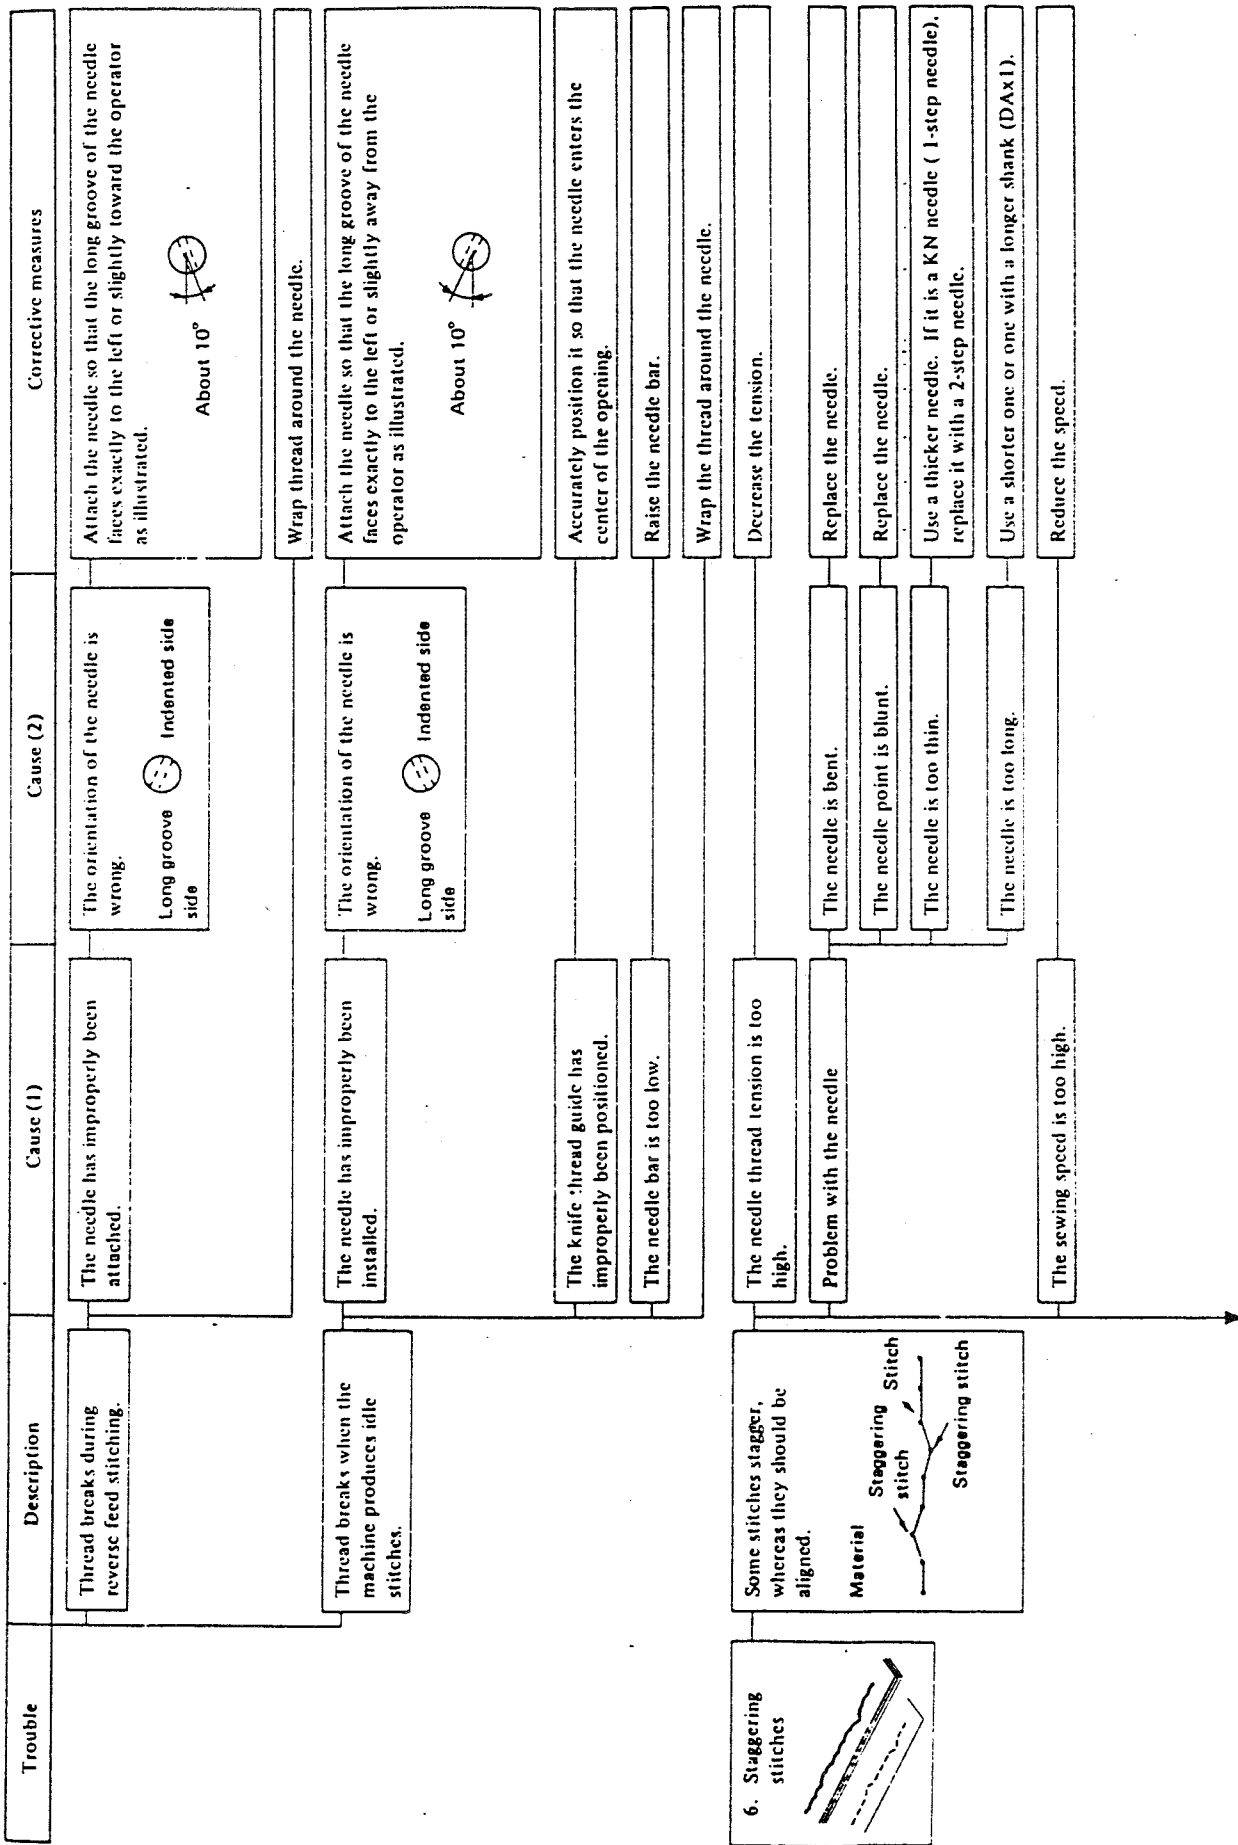 Trouble
Description
Cause (1)
Cause (2)
Corrective measures
Thread breaks during
reverse feed stitching.
The needle has improperly been
attached.
The orientation of the needle is
wrong.
Long groove
side
Indented side
Attach the needle so that the long groove of the needle
faces exactly to the left or slightly toward the operator
as illustrated.
About 10°
Wrap thread around the needle.
Thread breaks when the
machine produces idle
stitches.
The needle has improperly been
installed.
The orientation of the needle is
wrong.
Long groove
side
Indented side
Attach the needle so that the long groove of the needle
faces exactly to the left or slightly away from the
operator as illustrated.
About 10°
The knife thread guide has
improperly been positioned.
Accurately position it so that the needle enters the
center of the opening.
The needle bar is too low.
Raise the needle bar.
Wrap the thread around the needle.
6. Staggering
stitches
Some stitches stagger,
whereas they should be
aligned.
Material
Staggering
stitch
Stitch
Staggering stitch
The needle thread tension is too
high.
Decrease the tension.
Problem with the needle
The needle is bent.
Replace the needle.
The needle point is blunt.
Replace the needle.
The needle is too thin.
Use a thicker needle. If it is a KN needle ( 1-step needle),
replace it with a 2-step needle.
The needle is too long.
Use a shorter one or one with a longer shank (DAx1).
The sewing speed is too high.
Reduce the speed.